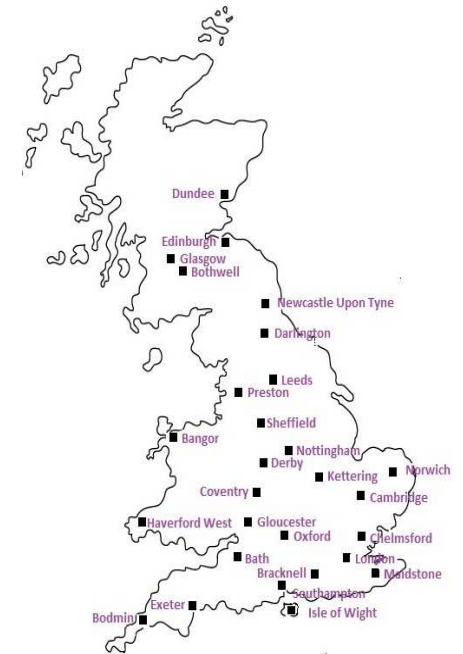 Dundee
Edinburgh
Glasgow
Bothwell
Newcastle Upon Tyne
Darlington
Leeds
Preston
Sheffield
Bangor
Nottingham
Derby
Norwich
Kettering
Coventry
Cambridge
Haverford West
Gloucester
Oxford
Chelmsford
Bath
London
Bracknell
Maidstone
Southampton
Exeter
Isle of Wight
Bodmin